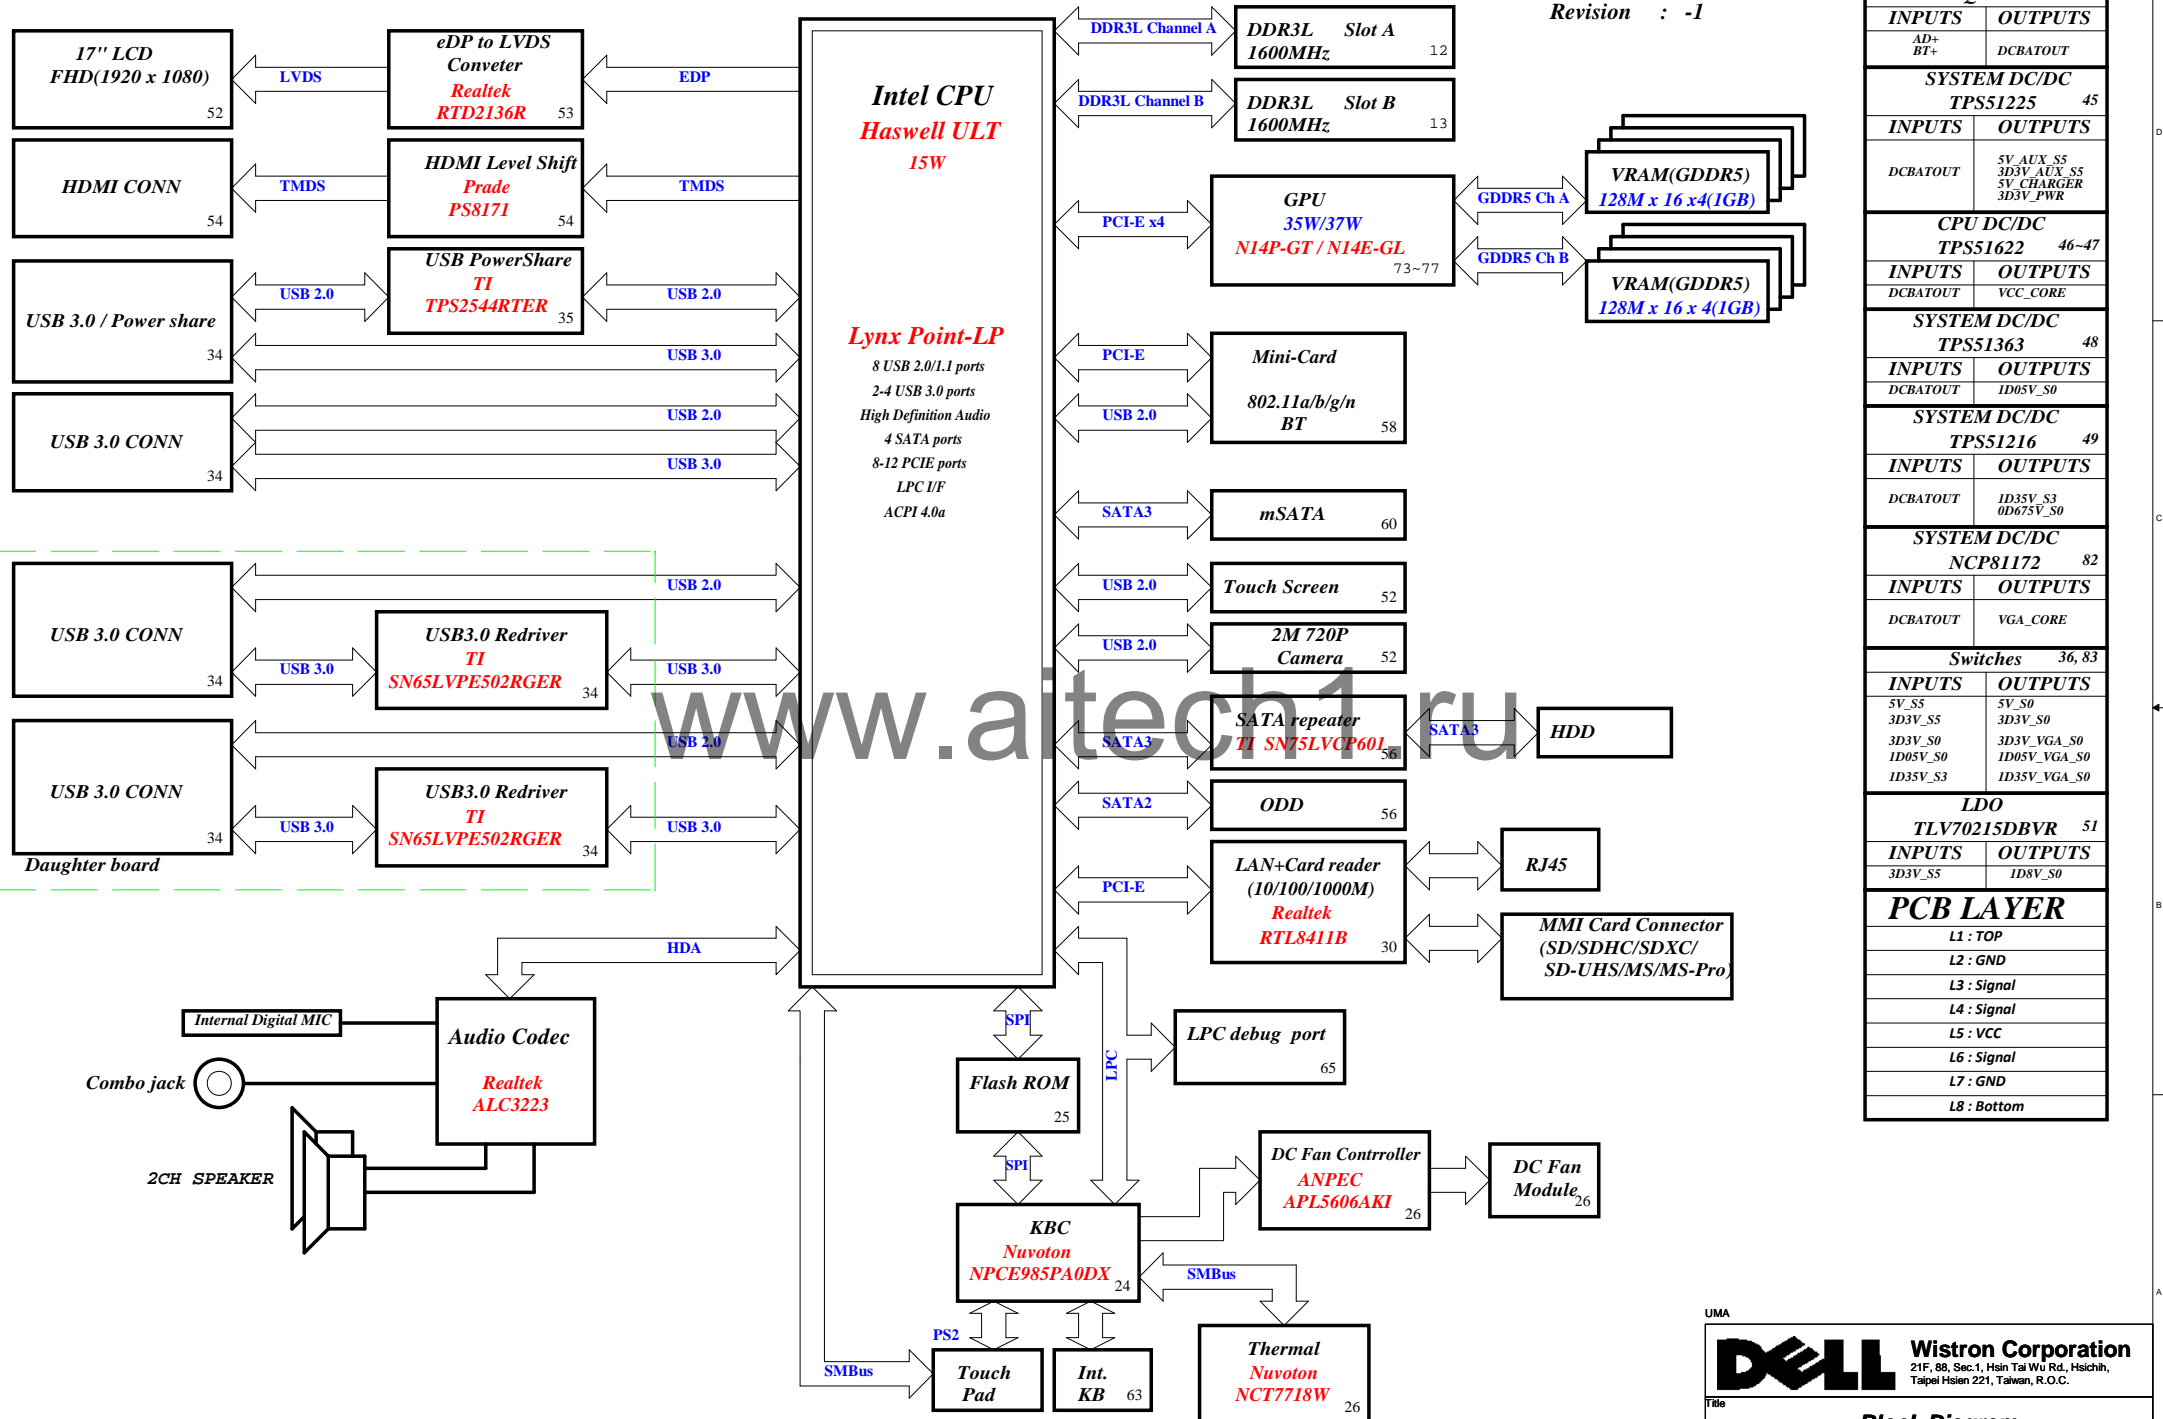 Revision : -1
17" LCD
FHD(1920 x 1080)
52
LVDS
eDP to LVDS
Conveter
Realtek
RTD2136R
53
EDP
HDMI CONN
54
TMDS
HDMI Level Shift
Prade
PS8171
54
TMDS
USB 3.0 / Power share
34
USB 2.0
USB PowerShare
TI
TPS2544RTER
35
USB 2.0
USB 3.0
USB 3.0 CONN
34
USB 2.0
USB 3.0
USB 3.0 CONN
34
USB 2.0
USB 3.0
USB3.0 Redriver
TI
SN65LVPE502RGER
34
USB 3.0
USB 3.0 CONN
34
USB 2.0
USB 3.0
USB3.0 Redriver
TI
SN65LVPE502RGER
34
USB 3.0
Daughter board
HDA
Internal Digital MIC
Combo jack
2CH SPEAKER
Audio Codec
Realtek
ALC3223
Intel CPU
Haswell ULT
15W
Lynx Point-LP
8 USB 2.0/1.1 ports
2-4 USB 3.0 ports
High Definition Audio
4 SATA ports
8-12 PCIE ports
LPC I/F
ACPI 4.0a
DDR3L Channel A
DDR3L Slot A
1600MHz
12
DDR3L Channel B
DDR3L Slot B
1600MHz
13
PCI-E x4
GPU
35W/37W
N14P-GT / N14E-GL
73~77
GDDR5 Ch A
VRAM(GDDR5)
128M x 16 x4(1GB)
GDDR5 Ch B
VRAM(GDDR5)
128M x 16 x 4(1GB)
PCI-E
USB 2.0
Mini-Card
802.11a/b/g/n
BT
58
SATA3
mSATA
60
USB 2.0
Touch Screen
52
USB 2.0
2M 720P
Camera
52
SATA3
SATA repeater
TI SN75LVCP601
56
SATA3
HDD
SATA2
ODD
56
PCI-E
LAN+Card reader
(10/100/1000M)
Realtek
RTL8411B
30
RJ45
MMI Card Connector
(SD/SDHC/SDXC/
SD-UHS/MS/MS-Pro)
www.aitech1.ru
SPI
Flash ROM
25
SPI
LPC
LPC debug port
65
KBC
Nuvoton
NPCE985PA0DX
24
DC Fan Contrroller
ANPEC
APL5606AKI
26
DC Fan
Module
26
SMBus
Thermal
Nuvoton
NCT7718W
26
PS2
SMBus
Touch
Pad
Int.
KB
63
INPUTS OUTPUTS
AD+
BT+
DCBATOUT
SYSTEM DC/DC
TPS51225 45
INPUTS OUTPUTS
DCBATOUT
5V_AUX_S5
3D3V_AUX_S5
5V_CHARGER
3D3V_PWR
CPU DC/DC
TPS51622 46~47
INPUTS OUTPUTS
DCBATOUT VCC_CORE
SYSTEM DC/DC
TPS51363 48
INPUTS OUTPUTS
DCBATOUT 1D05V_S0
SYSTEM DC/DC
TPS51216 49
INPUTS OUTPUTS
DCBATOUT
1D35V_S3
0D675V_S0
SYSTEM DC/DC
NCP81172 82
INPUTS OUTPUTS
DCBATOUT VGA_CORE
Switches 36, 83
INPUTS OUTPUTS
5V_S5 5V_S0
3D3V_S5 3D3V_S0
3D3V_S0 3D3V_VGA_S0
1D05V_S0 1D05V_VGA_S0
1D35V_S3 1D35V_VGA_S0
LDO
TLV70215DBVR 51
INPUTS OUTPUTS
3D3V_S5 1D8V_S0
PCB LAYER
L1 : TOP
L2 : GND
L3 : Signal
L4 : Signal
L5 : VCC
L6 : Signal
L7 : GND
L8 : Bottom
D
C
B
A
UMA
DELL
Wistron Corporation
21F, 88, Sec.1, Hsin Tai Wu Rd., Hsichih,
Taipei Hsien 221, Taiwan, R.O.C.
Title
Block Diagram